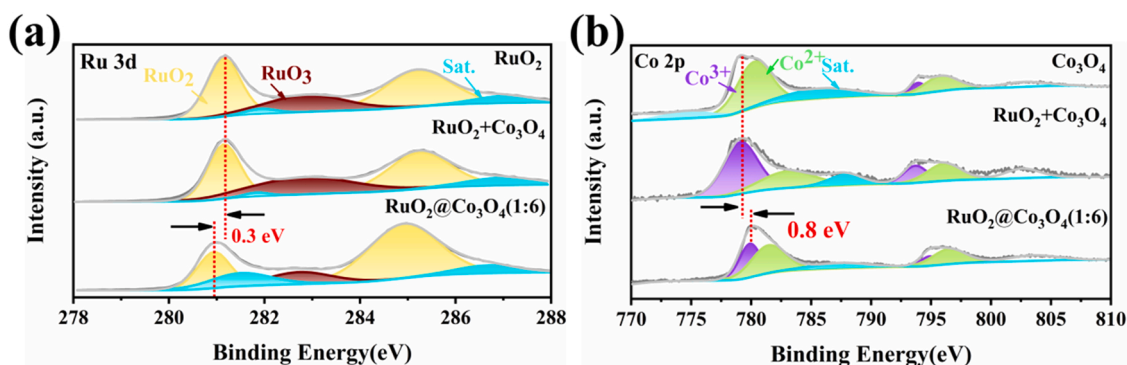 (a)
Ru 3d
RuO2
RuO3
Sat.
RuO2
RuO2+Co3O4
RuO2@Co3O4(1:6)
0.3 eV
Intensity (a.u.)
278 280 282 284 286 288
Binding Energy(eV)
(b)
Co 2p
Co3+
Co2+
Sat.
Co3O4
RuO2+Co3O4
RuO2@Co3O4(1:6)
0.8 eV
Intensity (a.u.)
770 775 780 785 790 795 800 805 810
Binding Energy(eV)